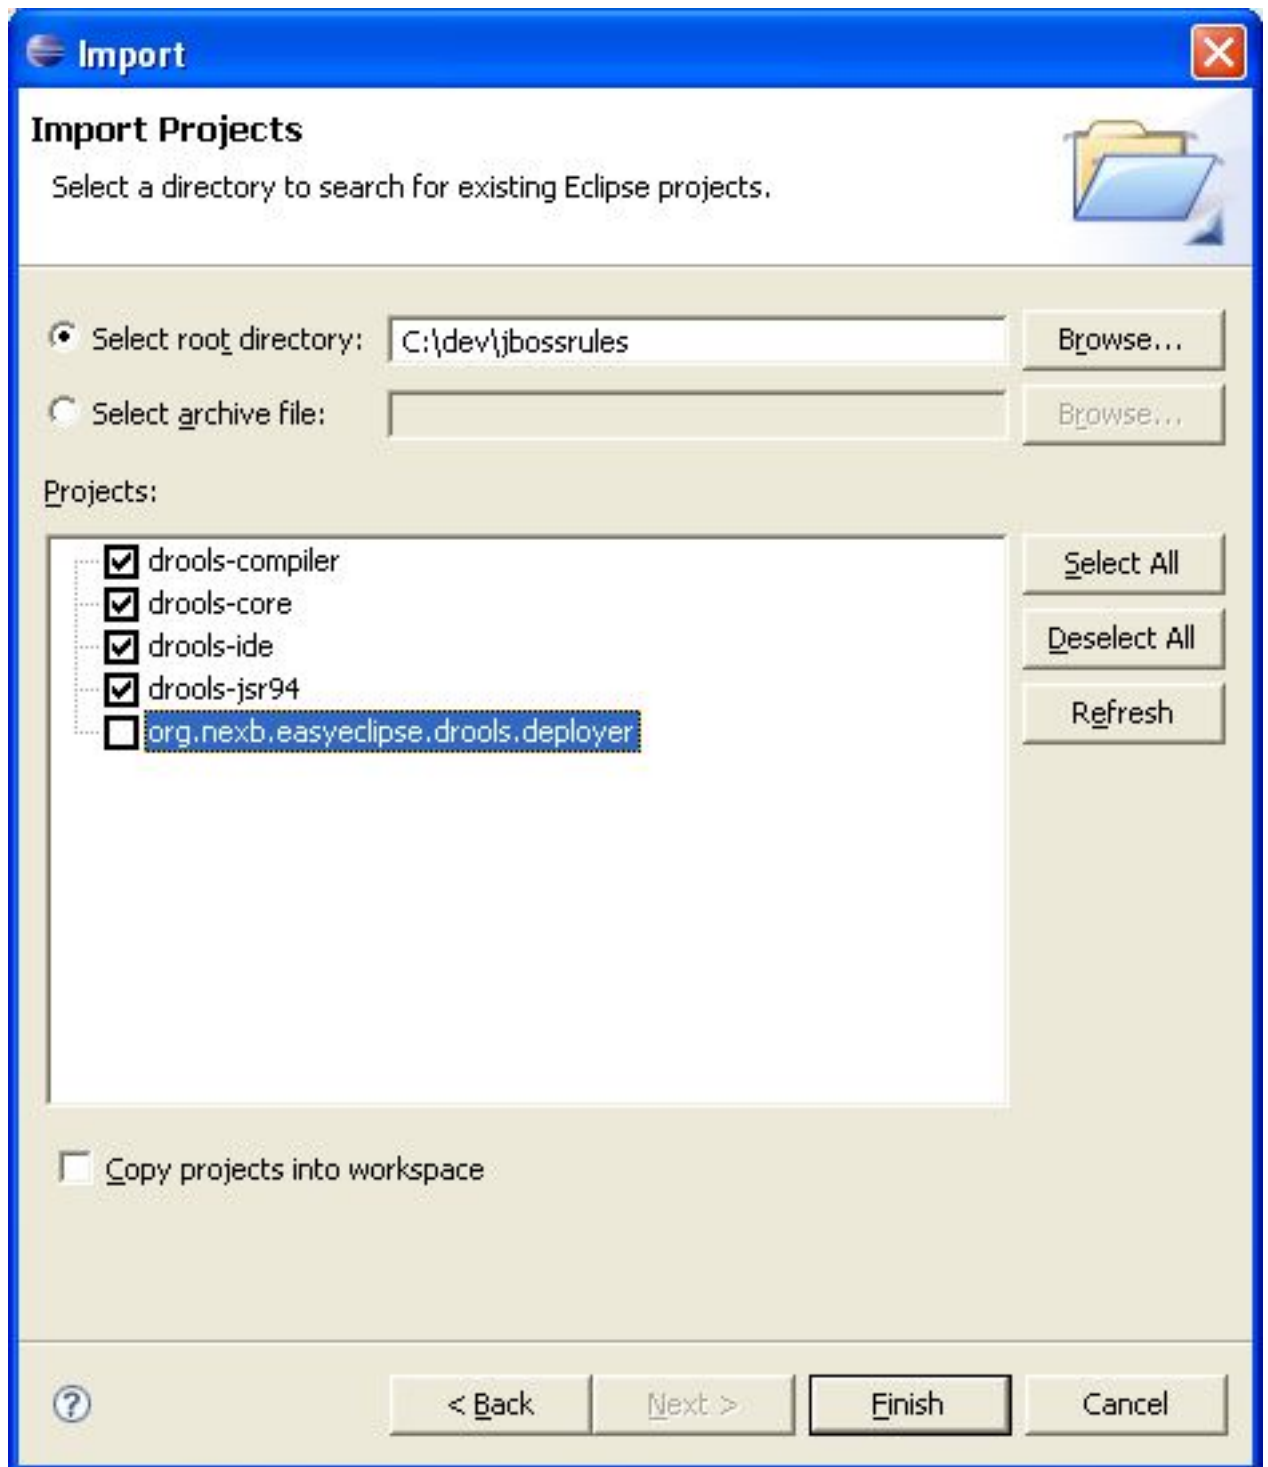 Import
Import Projects
Select a directory to search for existing Eclipse projects.
Select root directory: C:\dev\jbossrules Browse...
Select archive file: Browse...
Projects:
drools-compiler
drools-core
drools-ide
drools-jsr94
org.nexb.easyeclipse.drools.deployer
Select All
Deselect All
Refresh
Copy projects into workspace
? < Back Next > Finish Cancel